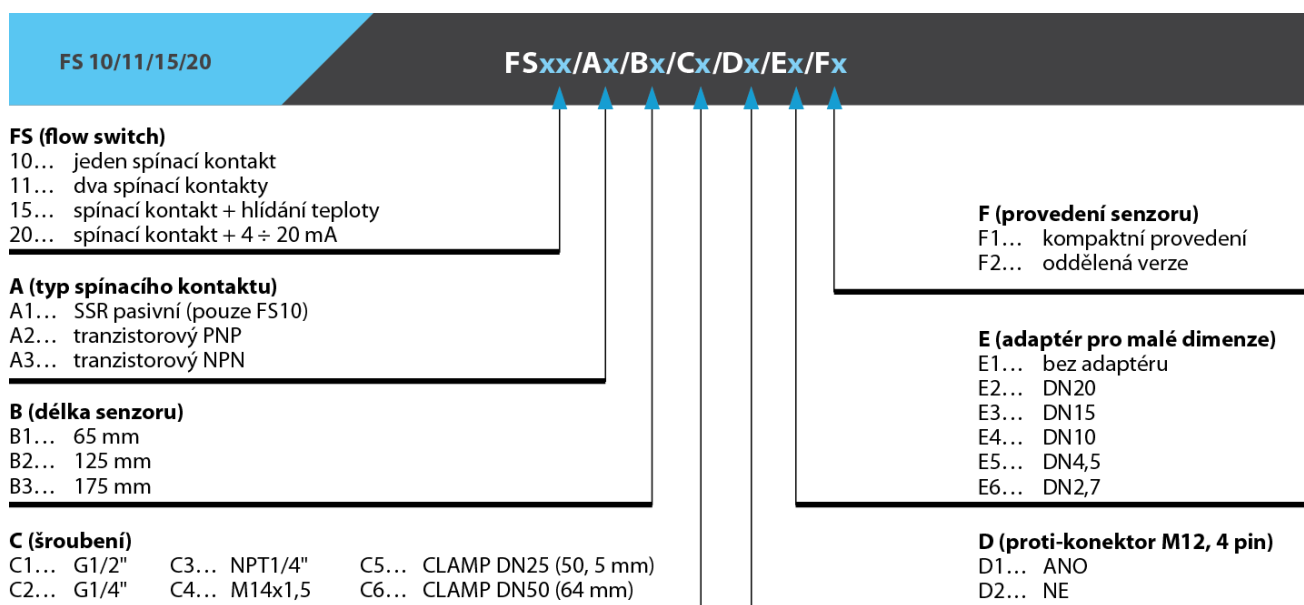 FS 10/11/15/20
FSxx/Ax/Bx/Cx/Dx/Ex/Fx
FS (flow switch)
10… jeden spínací kontakt
11… dva spínací kontakty
15… spínací kontakt + hlídání teploty
20… spínací kontakt + 4 ÷ 20 mA
A (typ spínacího kontaktu)
A1… SSR pasivní (pouze FS10)
A2… tranzistorový PNP
A3… tranzistorový NPN
B (délka senzoru)
B1… 65 mm
B2… 125 mm
B3… 175 mm
C (šroubení)
C1… G1/2" C3… NPT1/4" C5… CLAMP DN25 (50, 5 mm)
C2… G1/4" C4… M14x1,5 C6… CLAMP DN50 (64 mm)
F (provedení senzoru)
F1… kompaktní provedení
F2… oddělená verze
E (adaptér pro malé dimenze)
E1… bez adaptéru
E2… DN20
E3… DN15
E4… DN10
E5… DN4,5
E6… DN2,7
D (proti-konektor M12, 4 pin)
D1… ANO
D2… NE